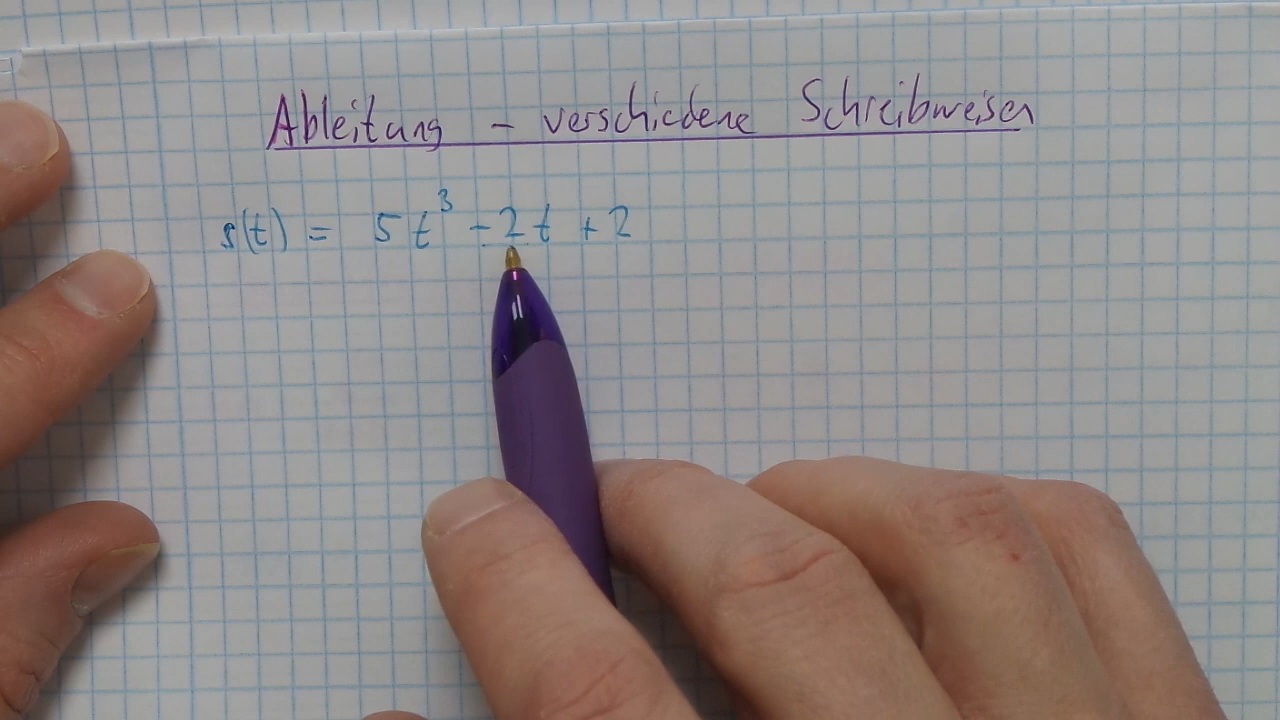 Ableitung - verschiedene Schreibweisen
s(t) = 5t³ - 2t + 2